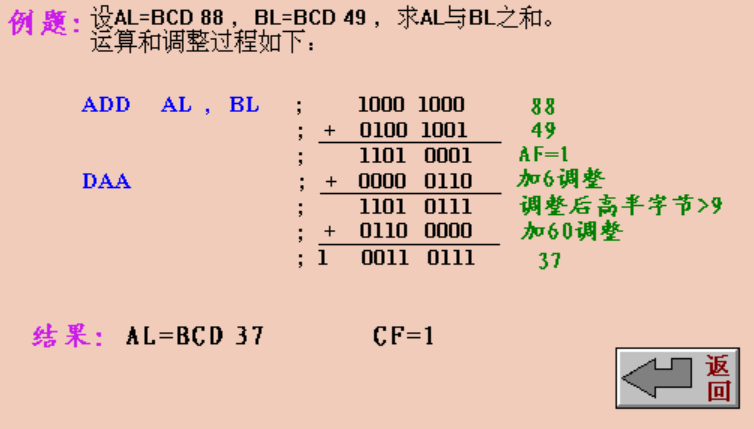 例题: 设AL=BCD 88，BL=BCD 49，求AL与BL之和。
运算和调整过程如下：
ADD AL , BL ; 1000 1000 88
; + 0100 1001 49
; 1101 0001 AF=1
DAA ; + 0000 0110 加6调整
; 1101 0111 调整后高半字节>9
; + 0110 0000 加60调整
; 1 0011 0111 37
结果: AL=BCD 37 CF=1
返
回